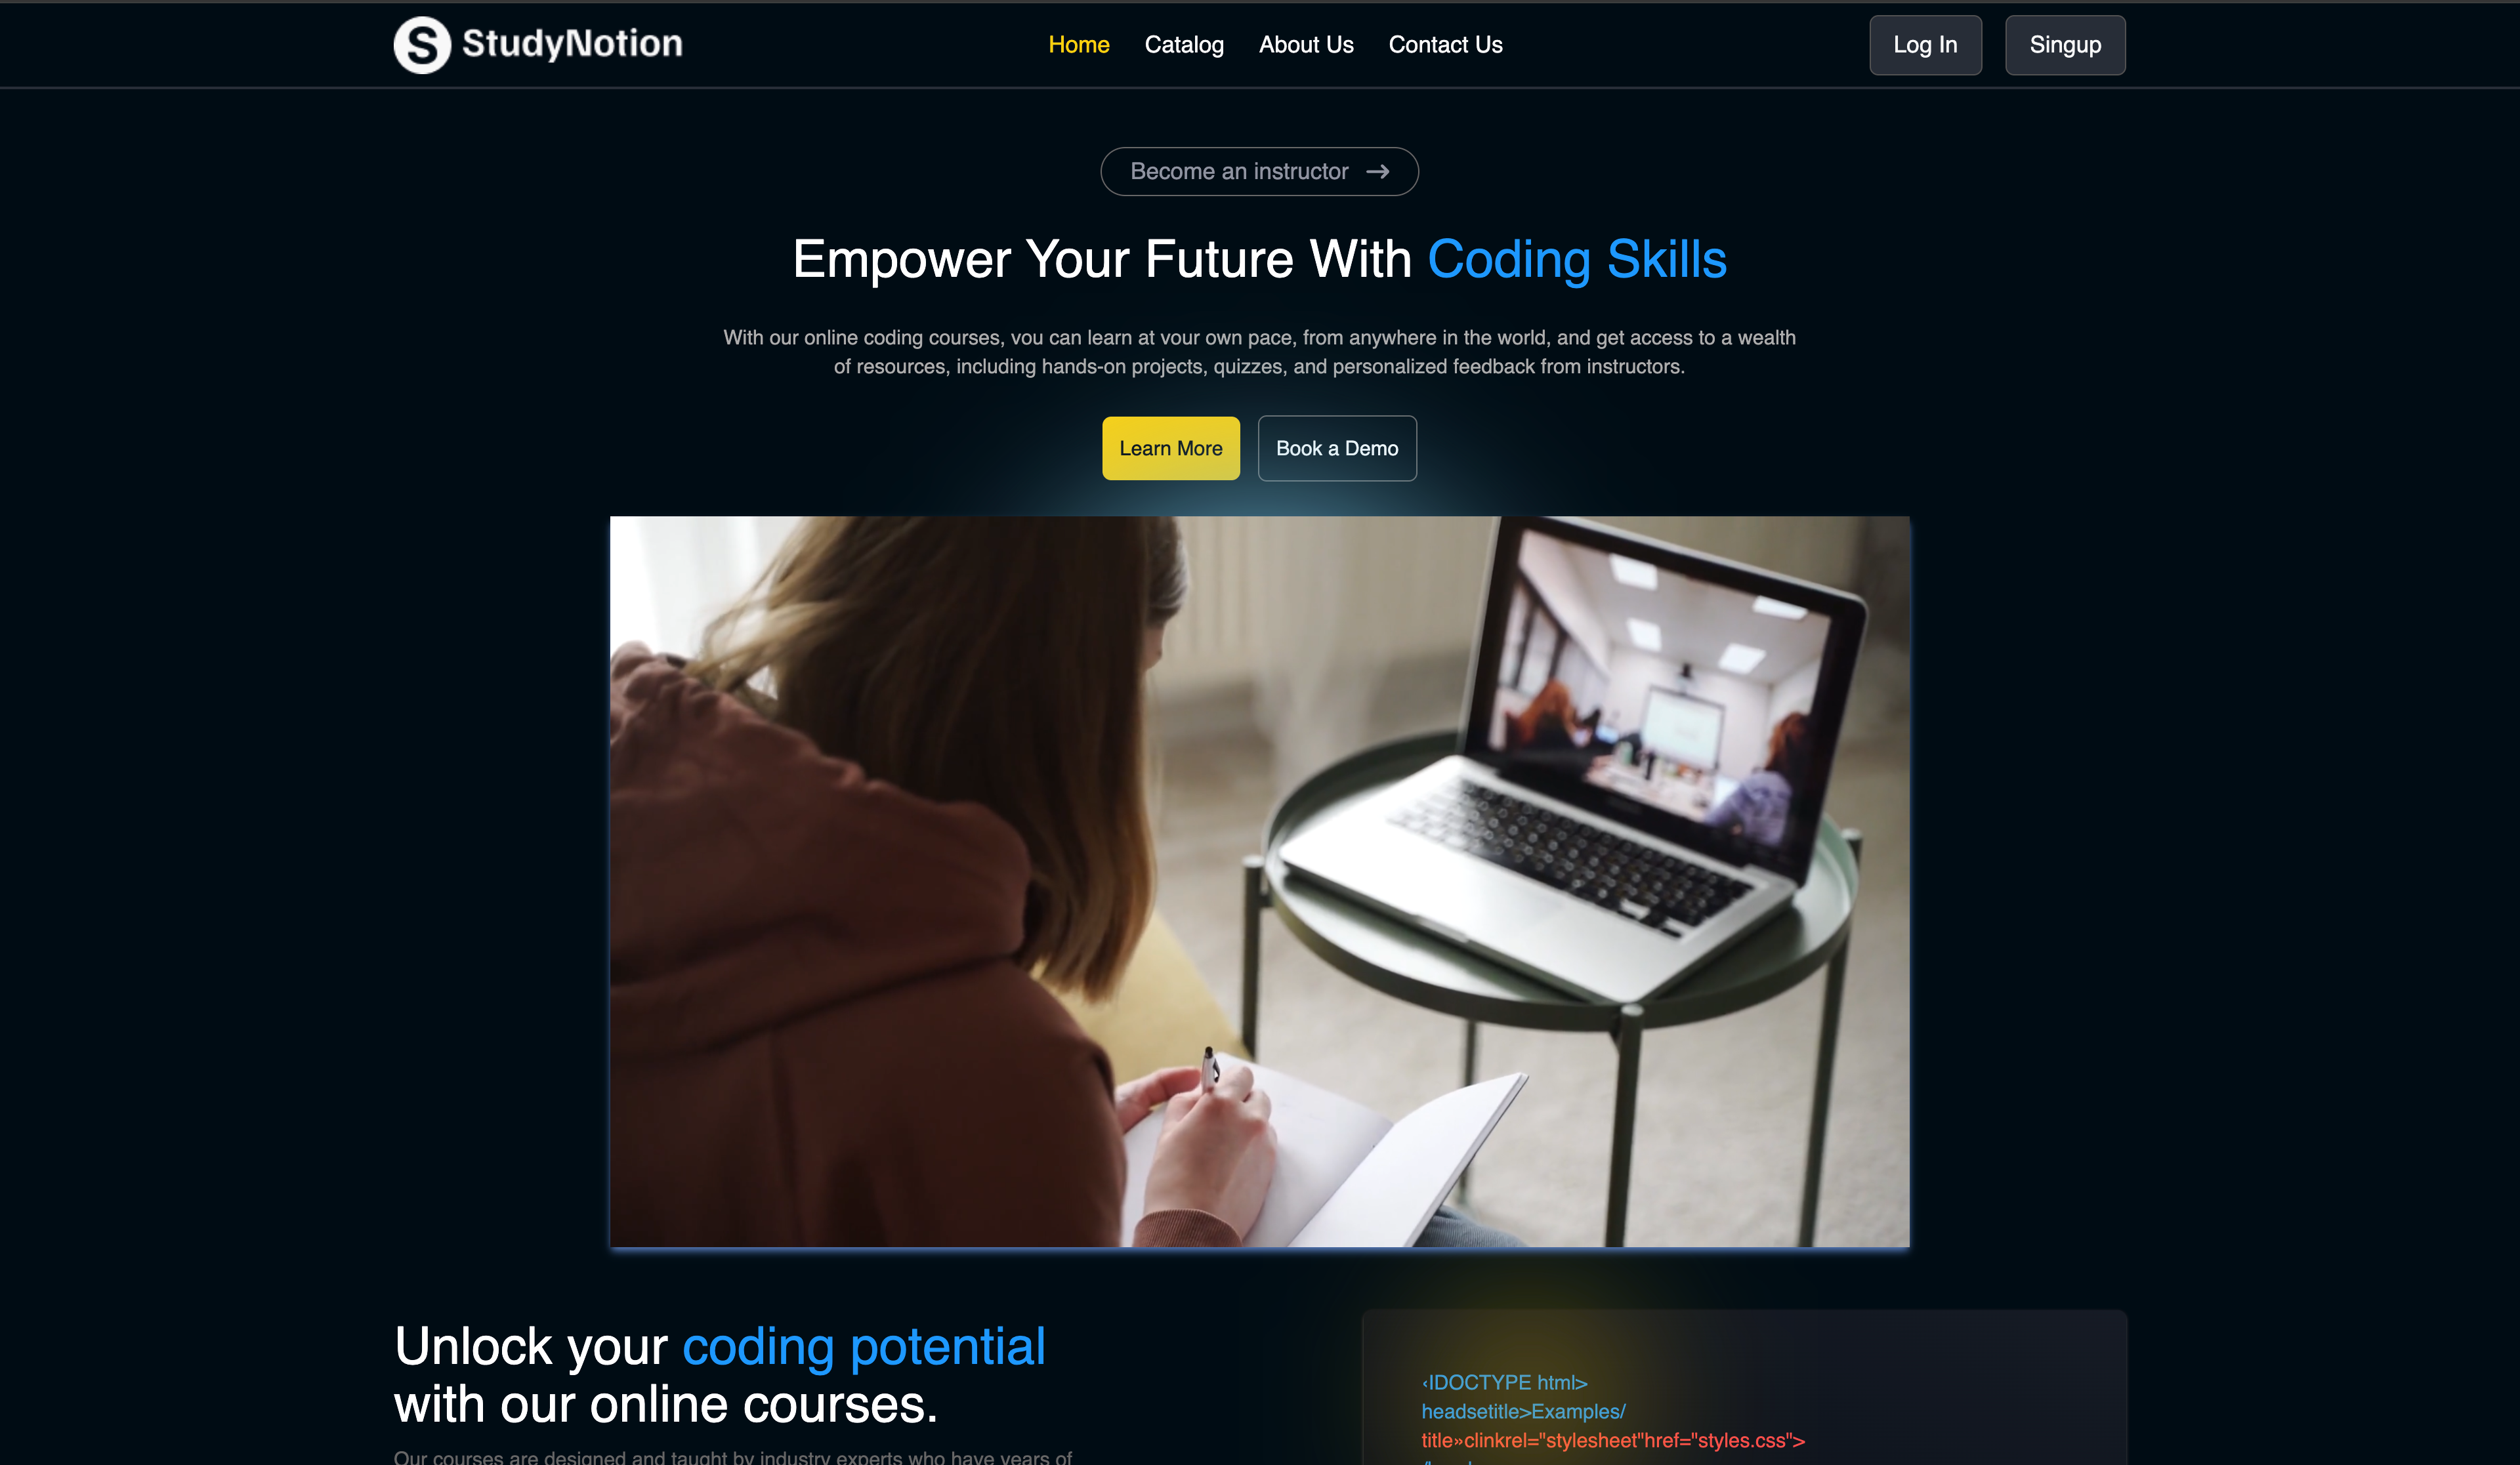 S StudyNotion
Home Catalog About Us Contact Us
Log In Singup
Become an instructor →
Empower Your Future With Coding Skills
With our online coding courses, vou can learn at vour own pace, from anywhere in the world, and get access to a wealth
of resources, including hands-on projects, quizzes, and personalized feedback from instructors.
Learn More Book a Demo
Unlock your coding potential
with our online courses.
Our courses are designed and taught by industry experts who have years of
‹IDOCTYPE html>
headsetitle>Examples/
title»clinkrel="stylesheet"href="styles.css">